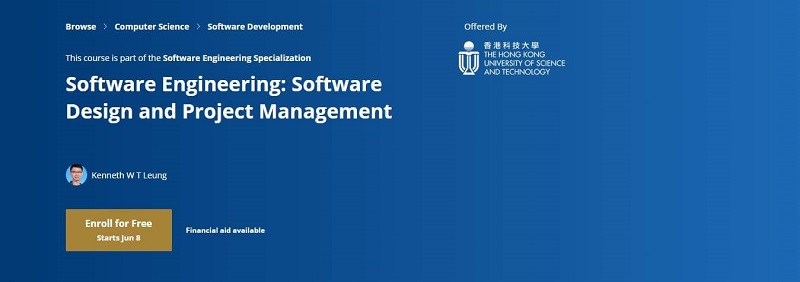 Browse > Computer Science > Software Development
Offered By
香港科技大學
THE HONG KONG
UNIVERSITY OF SCIENCE
AND TECHNOLOGY
This course is part of the Software Engineering Specialization
Software Engineering: Software
Design and Project Management
Kenneth W T Leung
Enroll for Free
Starts Jun 8
Financial aid available